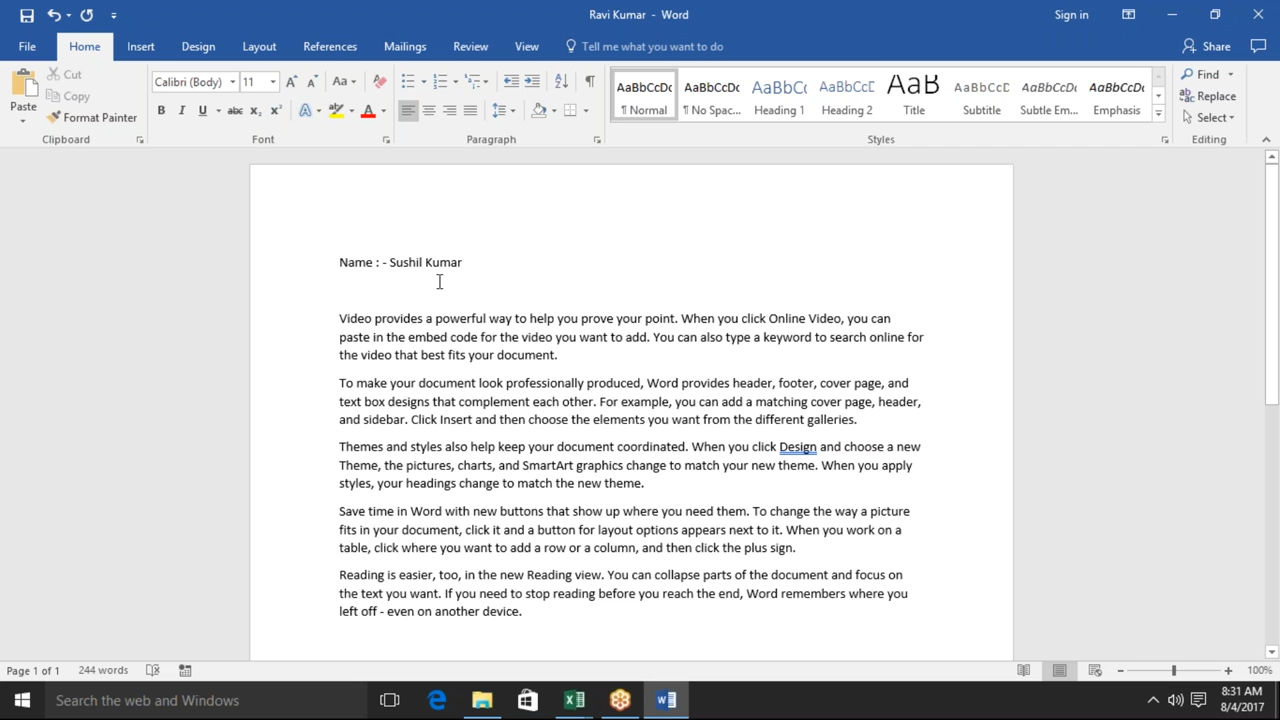 Ravi Kumar - Word
Sign in
File Home Insert Design Layout References Mailings Review View Tell me what you want to do Share
Paste
Cut
Copy
Format Painter
Clipboard
Calibri (Body) 11 Aa
B I U abc x₂ x² A A
Font
Paragraph
AaBbCcDc AaBbCcDc AaBbCc AaBbCcD AaB AaBbCcD AaBbCcDc AaBbCcDc
¶ Normal ¶ No Spac... Heading 1 Heading 2 Title Subtitle Subtle Em... Emphasis
Styles
Find
Replace
Select
Editing
Name : - Sushil Kumar
Video provides a powerful way to help you prove your point. When you click Online Video, you can
paste in the embed code for the video you want to add. You can also type a keyword to search online for
the video that best fits your document.
To make your document look professionally produced, Word provides header, footer, cover page, and
text box designs that complement each other. For example, you can add a matching cover page, header,
and sidebar. Click Insert and then choose the elements you want from the different galleries.
Themes and styles also help keep your document coordinated. When you click Design and choose a new
Theme, the pictures, charts, and SmartArt graphics change to match your new theme. When you apply
styles, your headings change to match the new theme.
Save time in Word with new buttons that show up where you need them. To change the way a picture
fits in your document, click it and a button for layout options appears next to it. When you work on a
table, click where you want to add a row or a column, and then click the plus sign.
Reading is easier, too, in the new Reading view. You can collapse parts of the document and focus on
the text you want. If you need to stop reading before you reach the end, Word remembers where you
left off - even on another device.
Page 1 of 1 244 words 100%
Search the web and Windows
8:31 AM
8/4/2017